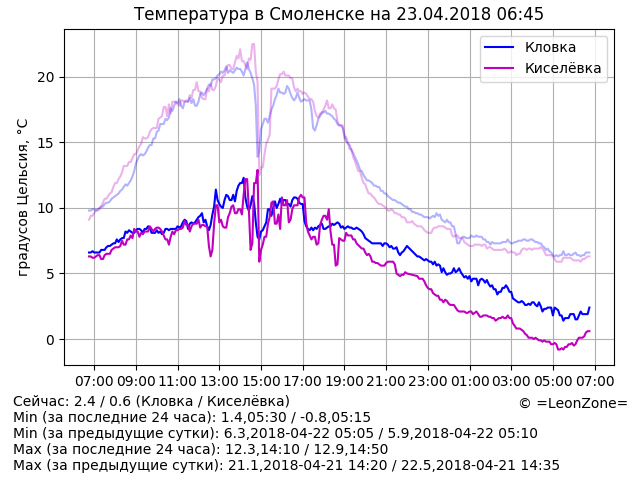 Температура в Смоленске на 23.04.2018 06:45
Кловка
Киселёвка
градусов Цельсия, °C
20
15
10
5
0
07:00 09:00 11:00 13:00 15:00 17:00 19:00 21:00 23:00 01:00 03:00 05:00 07:00
Сейчас: 2.4 / 0.6 (Кловка / Киселёвка)
© =LeonZone=
Min (за последние 24 часа): 1.4,05:30 / -0.8,05:15
Min (за предыдущие сутки): 6.3,2018-04-22 05:05 / 5.9,2018-04-22 05:10
Max (за последние 24 часа): 12.3,14:10 / 12.9,14:50
Max (за предыдущие сутки): 21.1,2018-04-21 14:20 / 22.5,2018-04-21 14:35